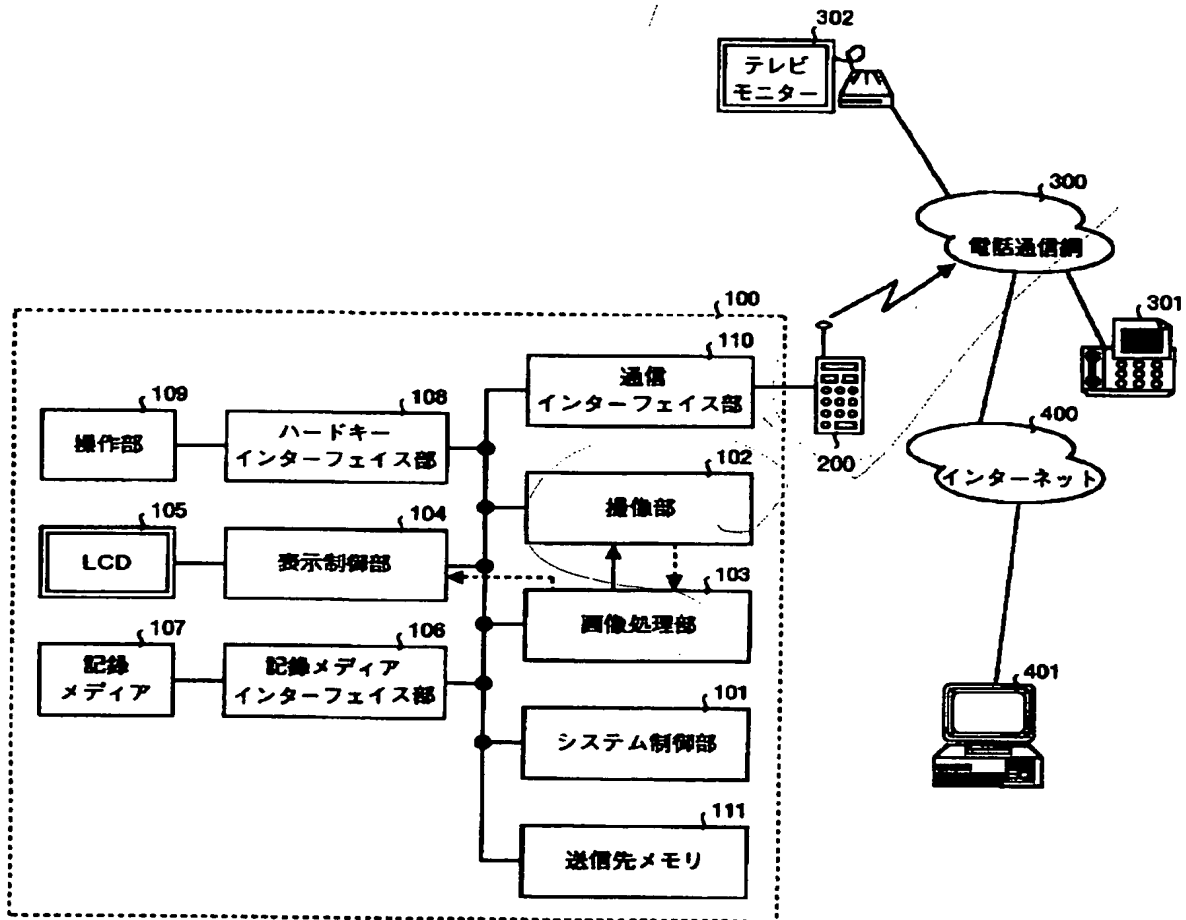 302
テレビ
モニター
300
電話通信網
301
100
110
通信
インターフェイス部
200
400
インターネット
109
操作部
108
ハードキー
インターフェイス部
102
撮像部
105
LCD
104
表示制御部
103
画像処理部
107
記録
メディア
106
記録メディア
インターフェイス部
101
システム制御部
401
111
送信先メモリ